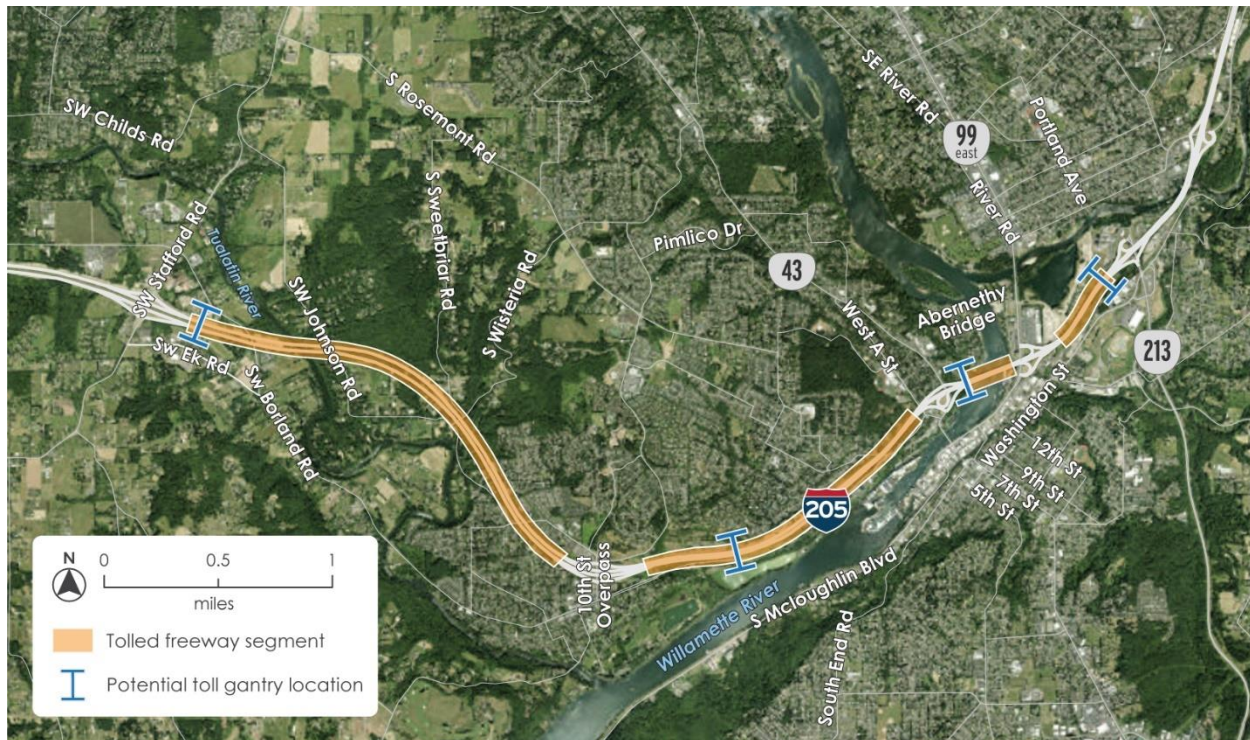 SW Childs Rd
S Rosemont Rd
SE River Rd
99
east
Portland Ave
River Rd
SW Stafford Rd
Tualatin River
S Sweetbriar Rd
Pimlico Dr
43
SW Johnson Rd
S Wisteria Rd
West A St
Abernethy
Bridge
213
Sw Ek Rd
Sw Borland Rd
Washington St
12th St
9th St
7th St
5th St
205
10th St
Overpass
Willamette River
S Mcloughlin Blvd
South End Rd
N
0 0.5 1
miles
Tolled freeway segment
Potential toll gantry location